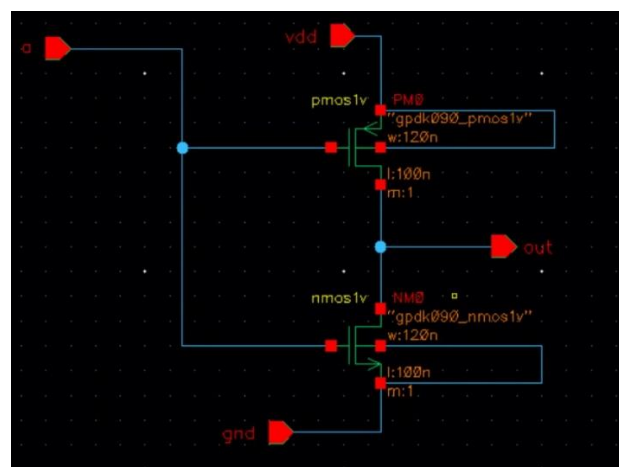 vdd
a
pmos1v PM0
"gpdk090_pmos1v"
w:120n
l:100n
m:1
out
nmos1v NM0
"gpdk090_nmos1v"
w:120n
l:100n
m:1
gnd